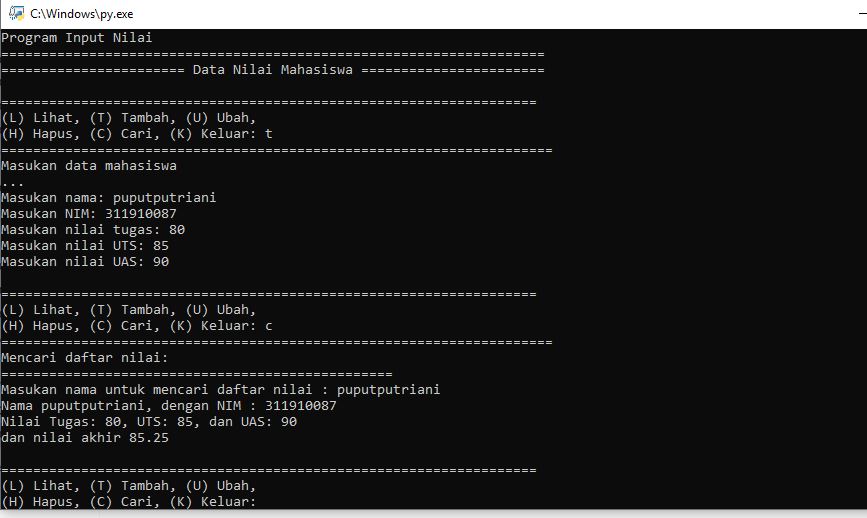 C:\Windows\py.exe
Program Input Nilai
====================================================================
======================= Data Nilai Mahasiswa =======================
===================================================================
(L) Lihat, (T) Tambah, (U) Ubah,
(H) Hapus, (C) Cari, (K) Keluar: t
=====================================================================
Masukan data mahasiswa
...
Masukan nama: puputputriani
Masukan NIM: 311910087
Masukan nilai tugas: 80
Masukan nilai UTS: 85
Masukan nilai UAS: 90
===================================================================
(L) Lihat, (T) Tambah, (U) Ubah,
(H) Hapus, (C) Cari, (K) Keluar: c
=====================================================================
Mencari daftar nilai:
=================================================
Masukan nama untuk mencari daftar nilai : puputputriani
Nama puputputriani, dengan NIM : 311910087
Nilai Tugas: 80, UTS: 85, dan UAS: 90
dan nilai akhir 85.25
===================================================================
(L) Lihat, (T) Tambah, (U) Ubah,
(H) Hapus, (C) Cari, (K) Keluar: